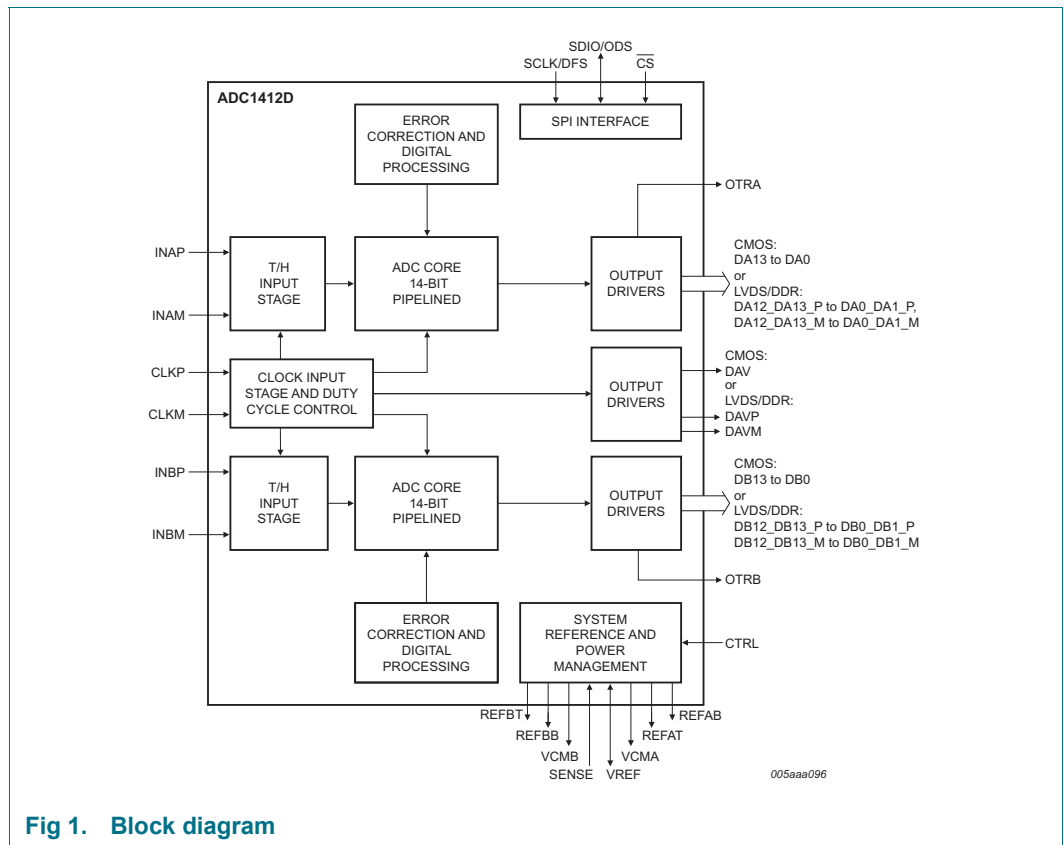 SDIO/ODS
SCLK/DFS
CS
ADC1412D
ERROR
CORRECTION AND
DIGITAL
PROCESSING
SPI INTERFACE
OTRA
INAP
INAM
T/H
INPUT
STAGE
ADC CORE
14-BIT
PIPELINED
OUTPUT
DRIVERS
CMOS:
DA13 to DA0
or
LVDS/DDR:
DA12_DA13_P to DA0_DA1_P,
DA12_DA13_M to DA0_DA1_M
CLKP
CLKM
CLOCK INPUT
STAGE AND DUTY
CYCLE CONTROL
OUTPUT
DRIVERS
CMOS:
DAV
or
LVDS/DDR:
DAVP
DAVM
INBP
INBM
T/H
INPUT
STAGE
ADC CORE
14-BIT
PIPELINED
OUTPUT
DRIVERS
CMOS:
DB13 to DB0
or
LVDS/DDR:
DB12_DB13_P to DB0_DB1_P
DB12_DB13_M to DB0_DB1_M
OTRB
ERROR
CORRECTION AND
DIGITAL
PROCESSING
SYSTEM
REFERENCE AND
POWER
MANAGEMENT
CTRL
REFBT
REFBB
VCMB
SENSE
VREF
VCMA
REFAT
REFAB
005aaa096
Fig 1. Block diagram